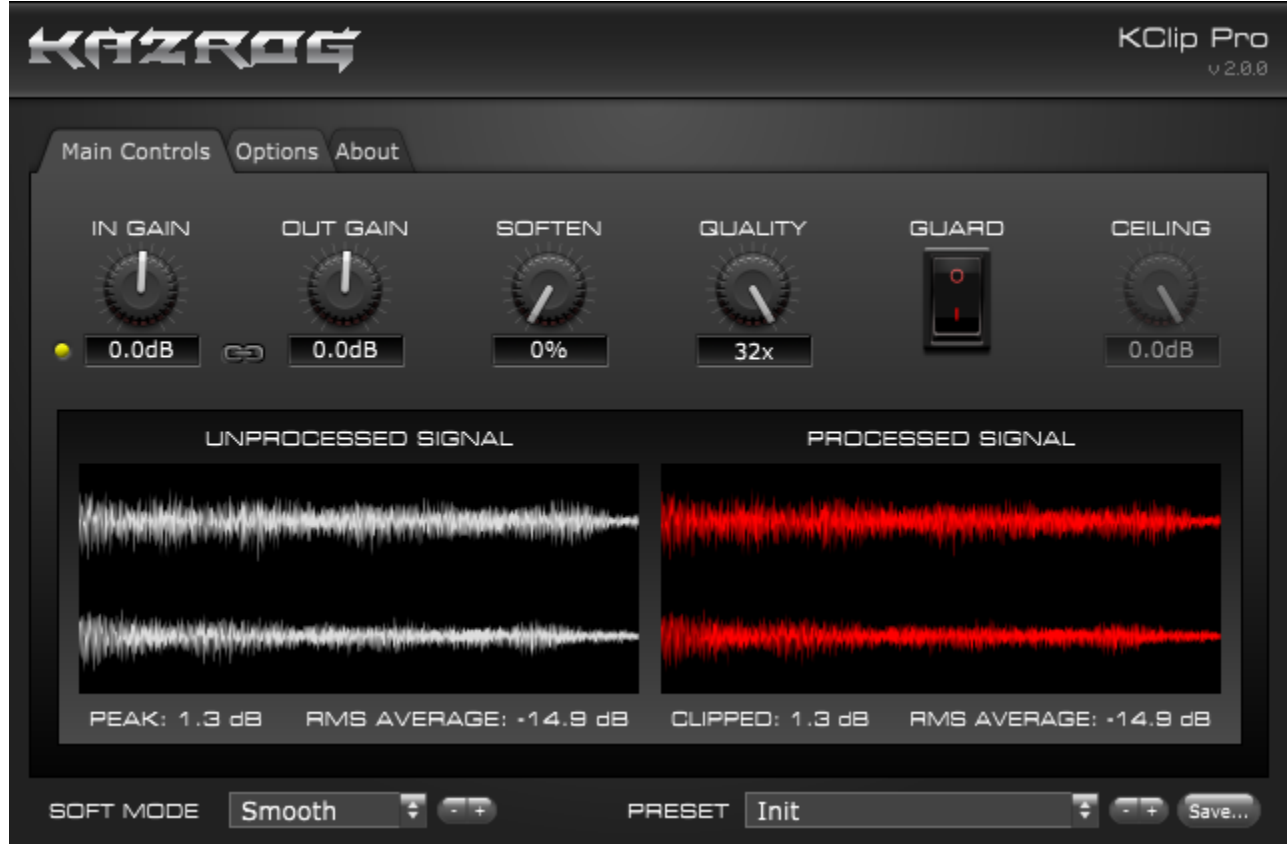 KAZROG
KClip Pro
v 2.0.0
Main Controls Options About
IN GAIN OUT GAIN SOFTEN QUALITY GUARD CEILING
O
I
0.0dB 0.0dB 0% 32x 0.0dB
UNPROCESSED SIGNAL PROCESSED SIGNAL
PEAK: 1.3 dB RMS AVERAGE: -14.9 dB CLIPPED: 1.3 dB RMS AVERAGE: -14.9 dB
SOFT MODE Smooth - + PRESET Init - + Save...